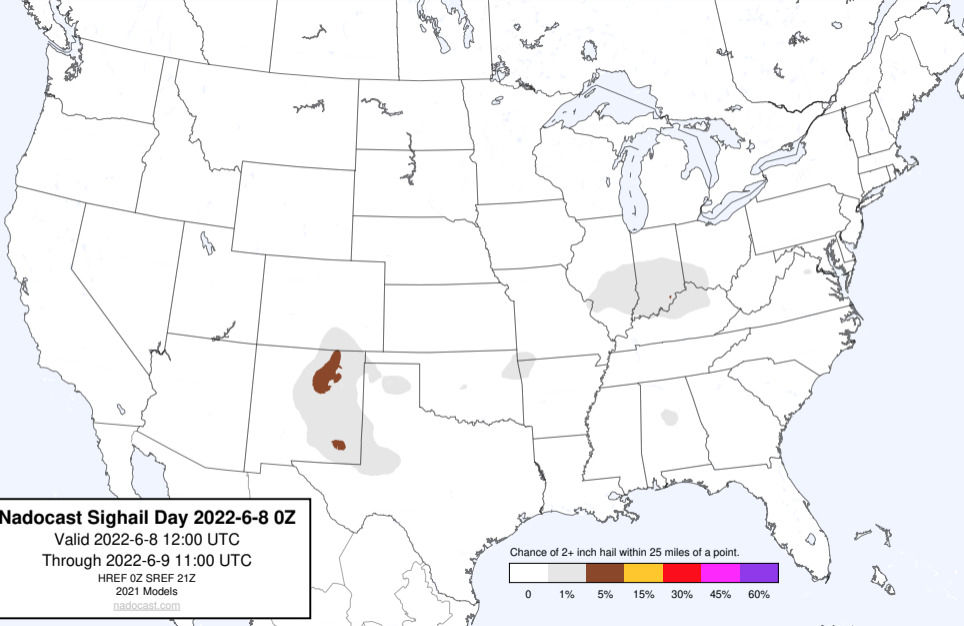 Nadocast Sighail Day 2022-6-8 0Z
Valid 2022-6-8 12:00 UTC
Through 2022-6-9 11:00 UTC
HREF 0Z SREF 21Z
2021 Models
nadocast.com
Chance of 2+ inch hail within 25 miles of a point.
0 1% 5% 15% 30% 45% 60%